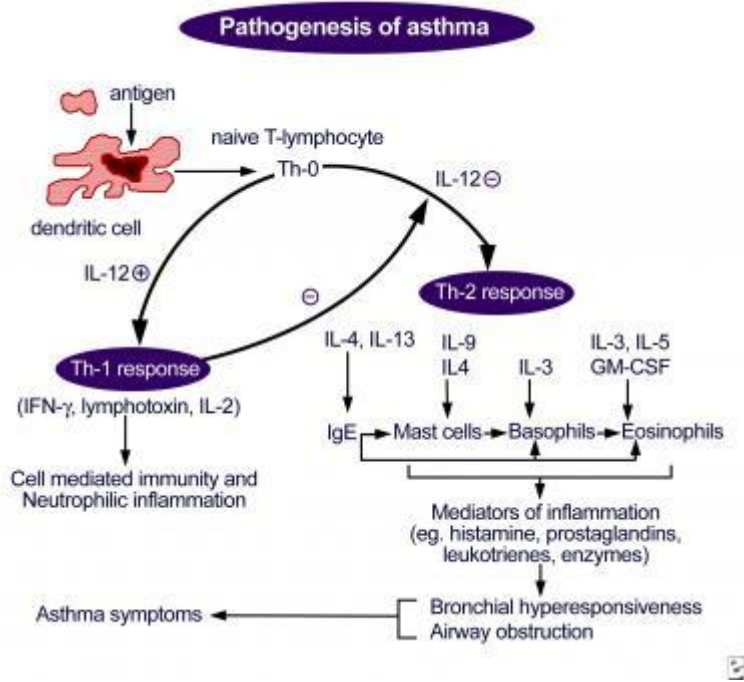 Pathogenesis of asthma
antigen
naive T-lymphocyte
Th-0
IL-12⊖
dendritic cell
IL-12⊕
⊖
Th-2 response
Th-1 response
(IFN-γ, lymphotoxin, IL-2)
Cell mediated immunity and
Neutrophilic inflammation
IL-4, IL-13
IL-9
IL4
IL-3
IL-3, IL-5
GM-CSF
IgE
Mast cells
Basophils
Eosinophils
Mediators of inflammation
(eg. histamine, prostaglandins,
leukotrienes, enzymes)
Bronchial hyperesponsiveness
Airway obstruction
Asthma symptoms